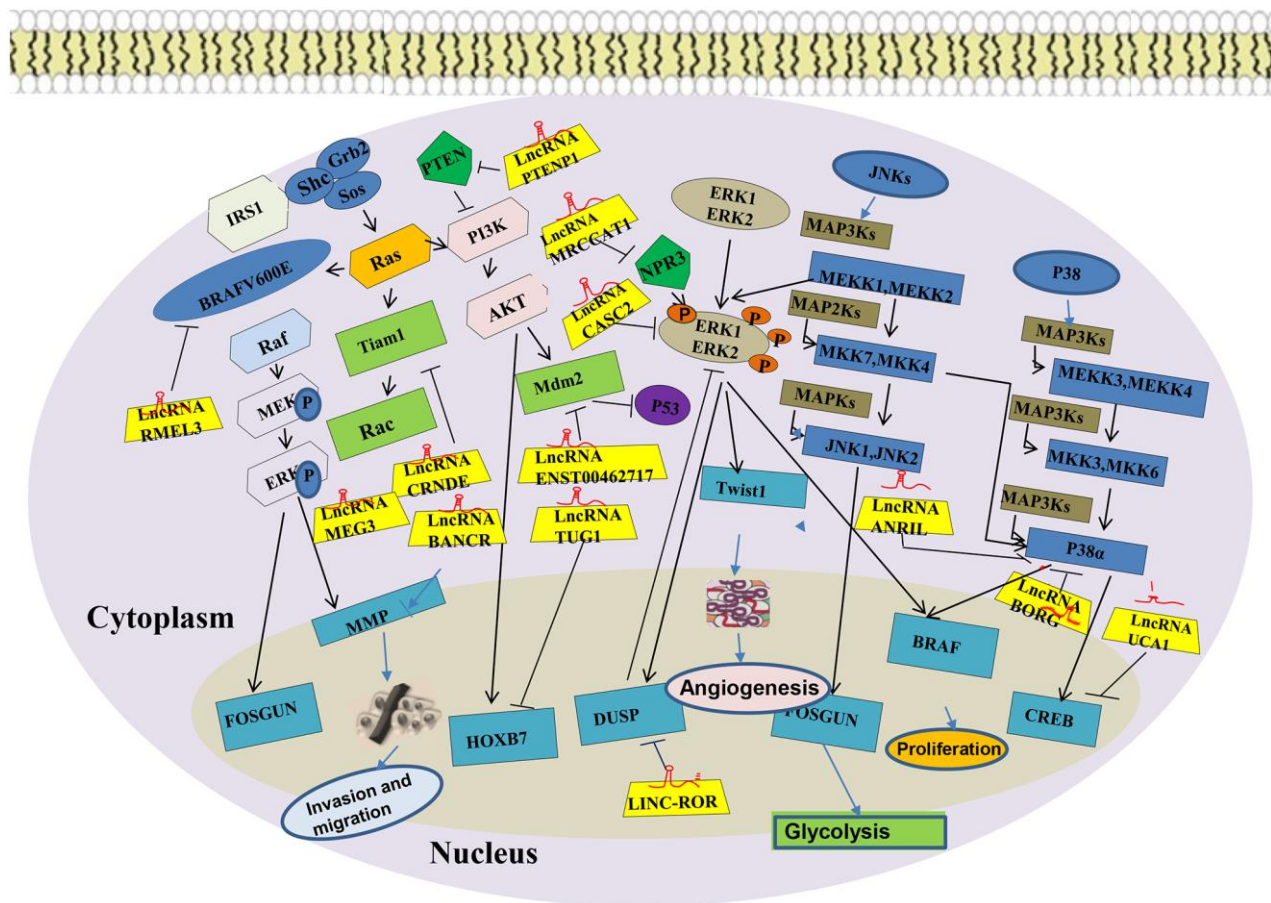 Grb2
Shc
Sos
IRS1
BRAFV600E
Ras
PTEN
LncRNA
PTENP1
PI3K
LncRNA
MRCCAT1
NPR3
ERK1
ERK2
JNKs
MAP3Ks
MEKK1,MEKK2
MAP2Ks
MKK7,MKK4
MAPKs
JNK1,JNK2
P38
MAP3Ks
MEKK3,MEKK4
MAP3Ks
MKK3,MKK6
MAP3Ks
P38α
AKT
LncRNA
CASC2
P
ERK1
ERK2
P
P
P
Raf
Tiam1
Mdm2
P53
LncRNA
RMEL3
MEK
P
Rac
ERK
P
LncRNA
MEG3
LncRNA
CRNDE
LncRNA
BANCR
LncRNA
ENST00462717
LncRNA
TUG1
Twist1
LncRNA
ANRIL
LncRNA
BORG
LncRNA
UCA1
Cytoplasm
MMP
BRAF
FOSGUN
HOXB7
DUSP
Angiogenesis
FOSGUN
CREB
Proliferation
Invasion and
migration
LINC-ROR
Glycolysis
Nucleus